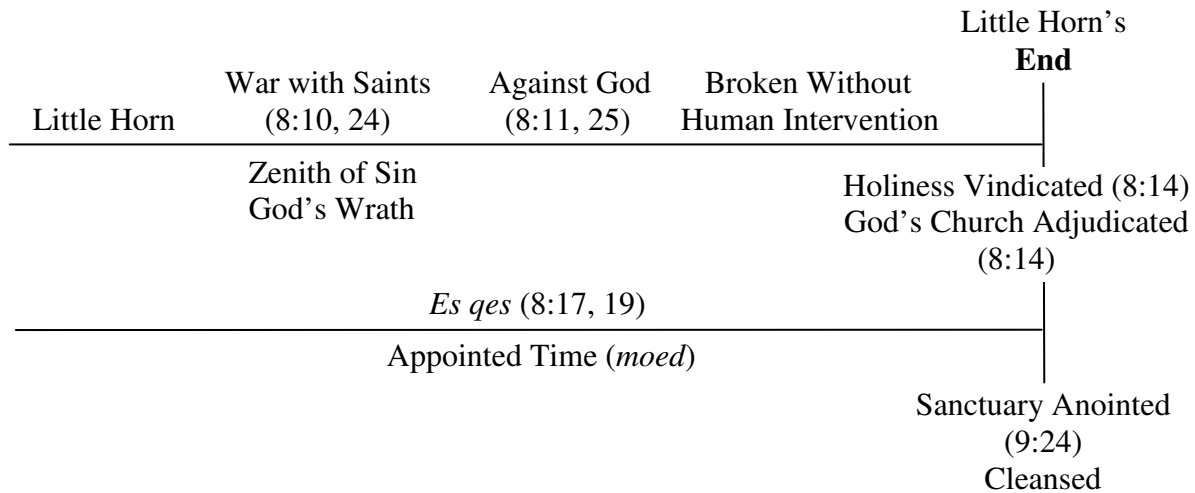 Little Horn's
End
War with Saints
(8:10, 24)
Against God
(8:11, 25)
Broken Without
Human Intervention
Little Horn
Zenith of Sin
God's Wrath
Holiness Vindicated (8:14)
God's Church Adjudicated
(8:14)
Es qes (8:17, 19)
Appointed Time (moed)
Sanctuary Anointed
(9:24)
Cleansed